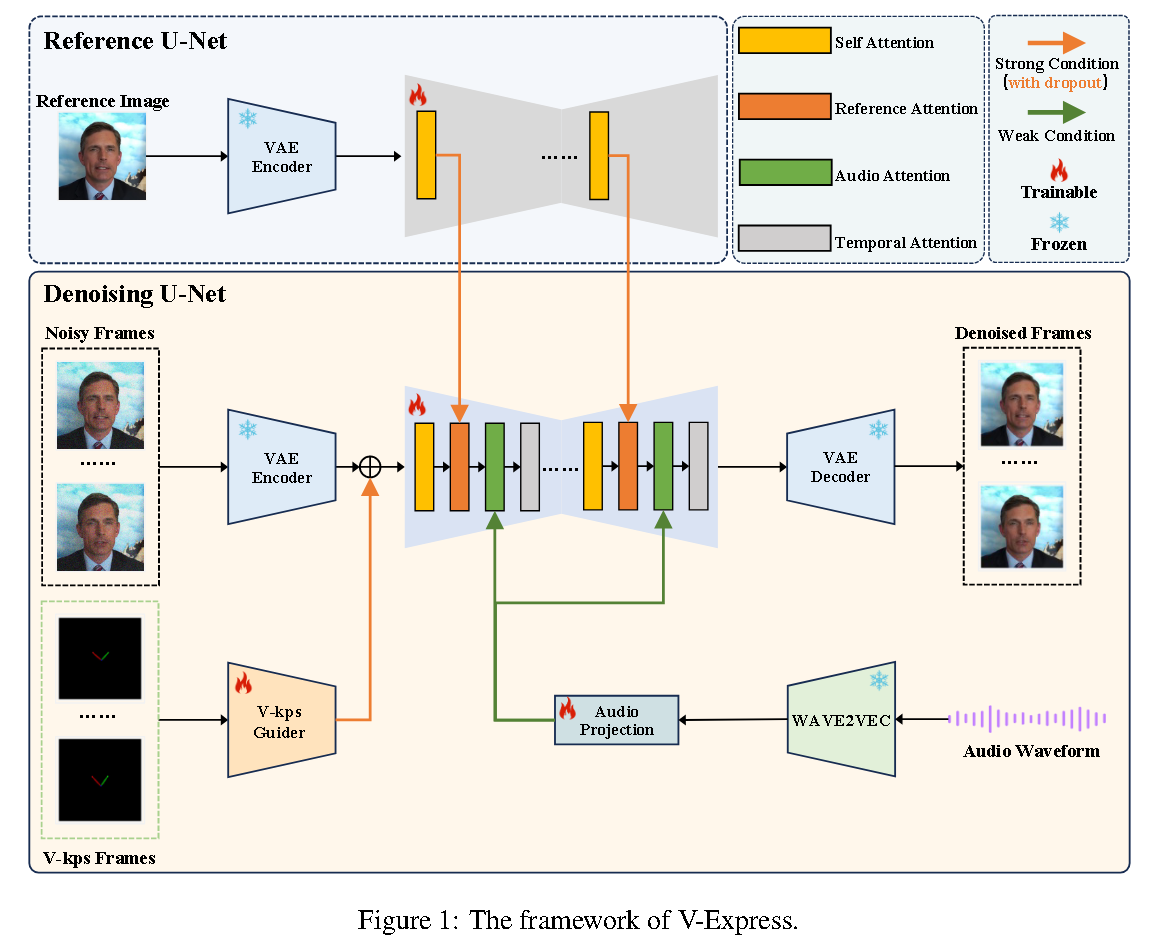 Reference U-Net
Reference Image
VAE
Encoder
......
Self Attention
Reference Attention
Audio Attention
Temporal Attention
Strong Condition
(with dropout)
Weak Condition
Trainable
Frozen
Denoising U-Net
Noisy Frames
......
VAE
Encoder
......
VAE
Decoder
Denoised Frames
......
......
V-kps Frames
V-kps
Guider
Audio
Projection
WAVE2VEC
Audio Waveform
Figure 1: The framework of V-Express.